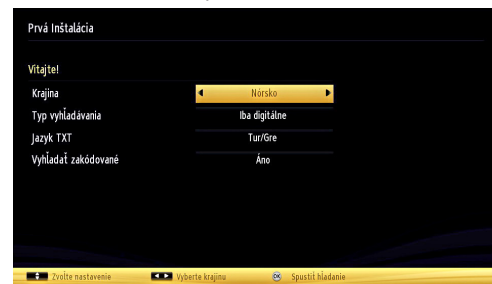 Prvá Inštalácia
Vitajte!
Krajina Nórsko
Typ vyhľadávania Iba digitálne
Jazyk TXT Tur/Gre
Vyhľadať zakódované Áno
Zvoľte nastavenie Vyberte krajinu OK Spustiť hľadanie